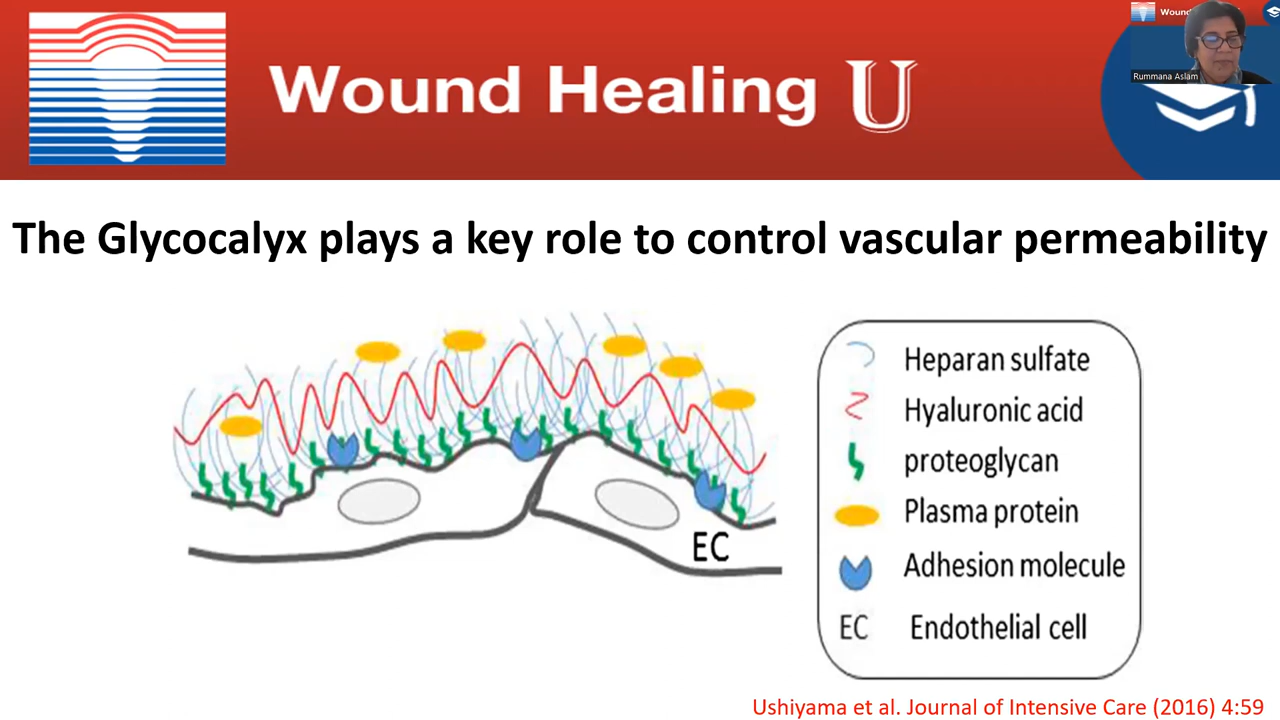 Wound Healing U
Wound
Rummana Aslam
The Glycocalyx plays a key role to control vascular permeability
Heparan sulfate
Hyaluronic acid
proteoglycan
Plasma protein
Adhesion molecule
EC Endothelial cell
EC
Ushiyama et al. Journal of Intensive Care (2016) 4:59